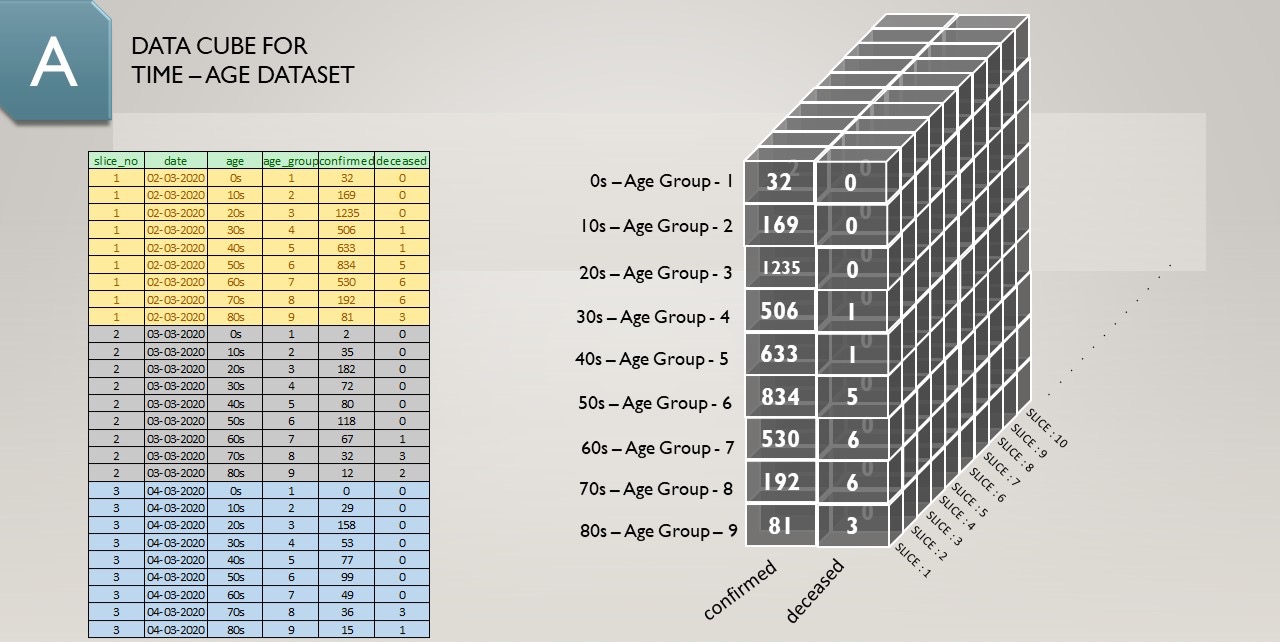 A
DATA CUBE FOR
TIME – AGE DATASET
slice_no date age age_group confirmed deceased
1 02-03-2020 0s 1 32 0
1 02-03-2020 10s 2 169 0
1 02-03-2020 20s 3 1235 0
1 02-03-2020 30s 4 506 1
1 02-03-2020 40s 5 633 1
1 02-03-2020 50s 6 834 5
1 02-03-2020 60s 7 530 6
1 02-03-2020 70s 8 192 6
1 02-03-2020 80s 9 81 3
2 03-03-2020 0s 1 2 0
2 03-03-2020 10s 2 35 0
2 03-03-2020 20s 3 182 0
2 03-03-2020 30s 4 72 0
2 03-03-2020 40s 5 80 0
2 03-03-2020 50s 6 118 0
2 03-03-2020 60s 7 67 1
2 03-03-2020 70s 8 32 3
2 03-03-2020 80s 9 12 2
3 04-03-2020 0s 1 0 0
3 04-03-2020 10s 2 29 0
3 04-03-2020 20s 3 158 0
3 04-03-2020 30s 4 53 0
3 04-03-2020 40s 5 77 0
3 04-03-2020 50s 6 99 0
3 04-03-2020 60s 7 49 0
3 04-03-2020 70s 8 36 3
3 04-03-2020 80s 9 15 1
0s – Age Group - 1 32 0
10s – Age Group - 2 169 0
20s – Age Group - 3 1235 0
30s – Age Group - 4 506 1
40s – Age Group - 5 633 1
50s – Age Group - 6 834 5
60s – Age Group - 7 530 6
70s – Age Group - 8 192 6
80s – Age Group – 9 81 3
confirmed
deceased
SLICE : 1
SLICE : 2
SLICE : 3
SLICE : 4
SLICE : 5
SLICE : 6
SLICE : 7
SLICE : 8
SLICE : 9
SLICE : 10